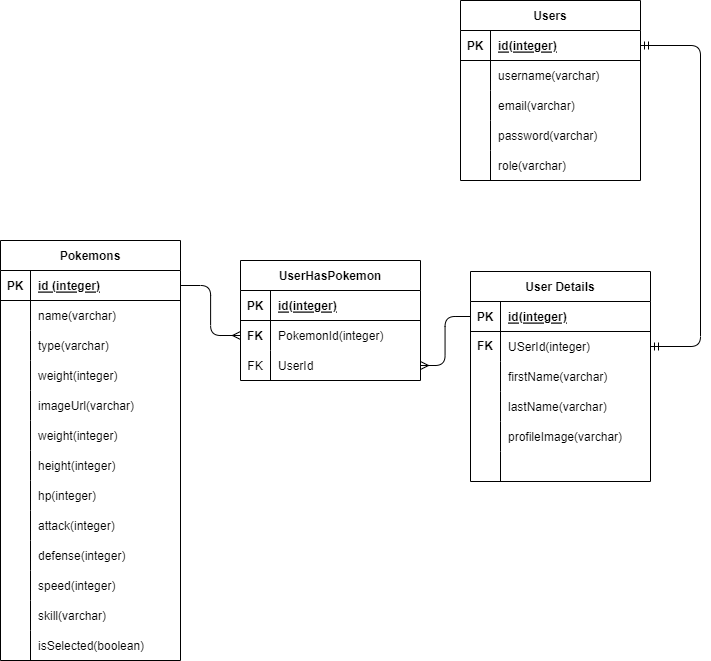 Users
PK id(integer)
username(varchar)
email(varchar)
password(varchar)
role(varchar)
Pokemons
PK id (integer)
name(varchar)
type(varchar)
weight(integer)
imageUrl(varchar)
weight(integer)
height(integer)
hp(integer)
attack(integer)
defense(integer)
speed(integer)
skill(varchar)
isSelected(boolean)
UserHasPokemon
PK id(integer)
FK PokemonId(integer)
FK UserId
User Details
PK id(integer)
FK USerId(integer)
firstName(varchar)
lastName(varchar)
profileImage(varchar)